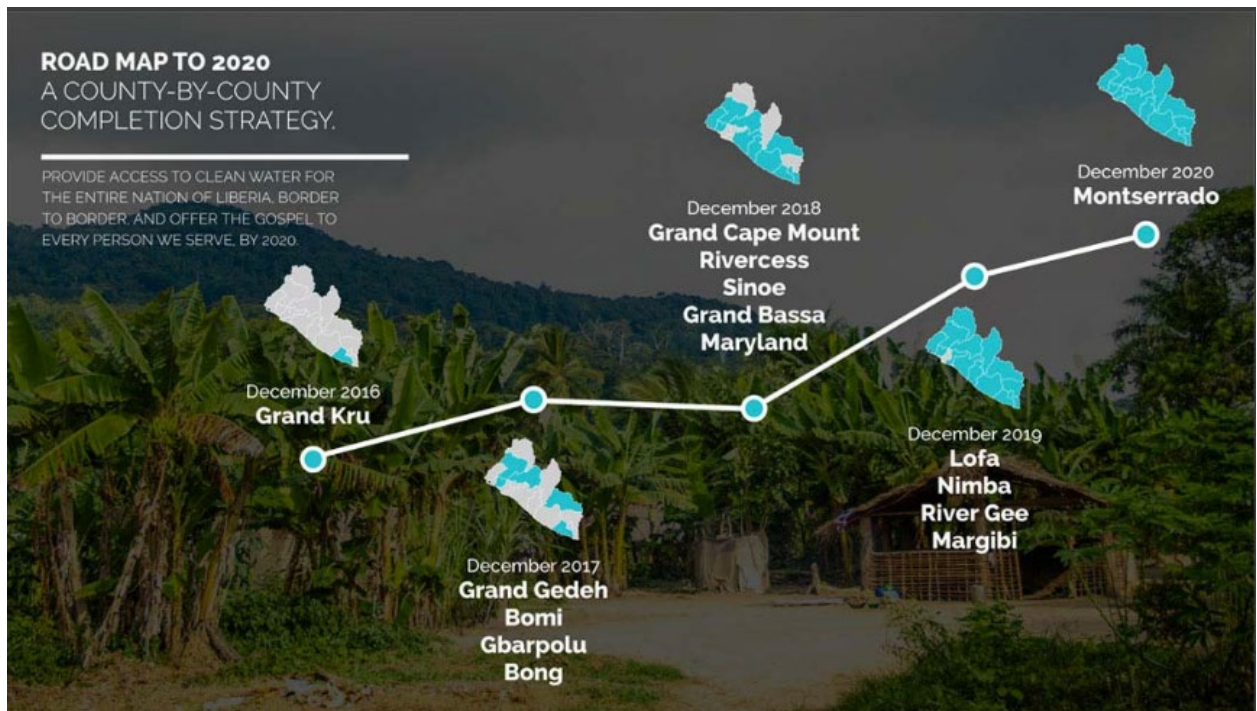 ROAD MAP TO 2020
A COUNTY-BY-COUNTY
COMPLETION STRATEGY.
PROVIDE ACCESS TO CLEAN WATER FOR
THE ENTIRE NATION OF LIBERIA, BORDER
TO BORDER, AND OFFER THE GOSPEL TO
EVERY PERSON WE SERVE, BY 2020.
December 2016
Grand Kru
December 2017
Grand Gedeh
Bomi
Gbarpolu
Bong
December 2018
Grand Cape Mount
Rivercess
Sinoe
Grand Bassa
Maryland
December 2019
Lofa
Nimba
River Gee
Margibi
December 2020
Montserrado